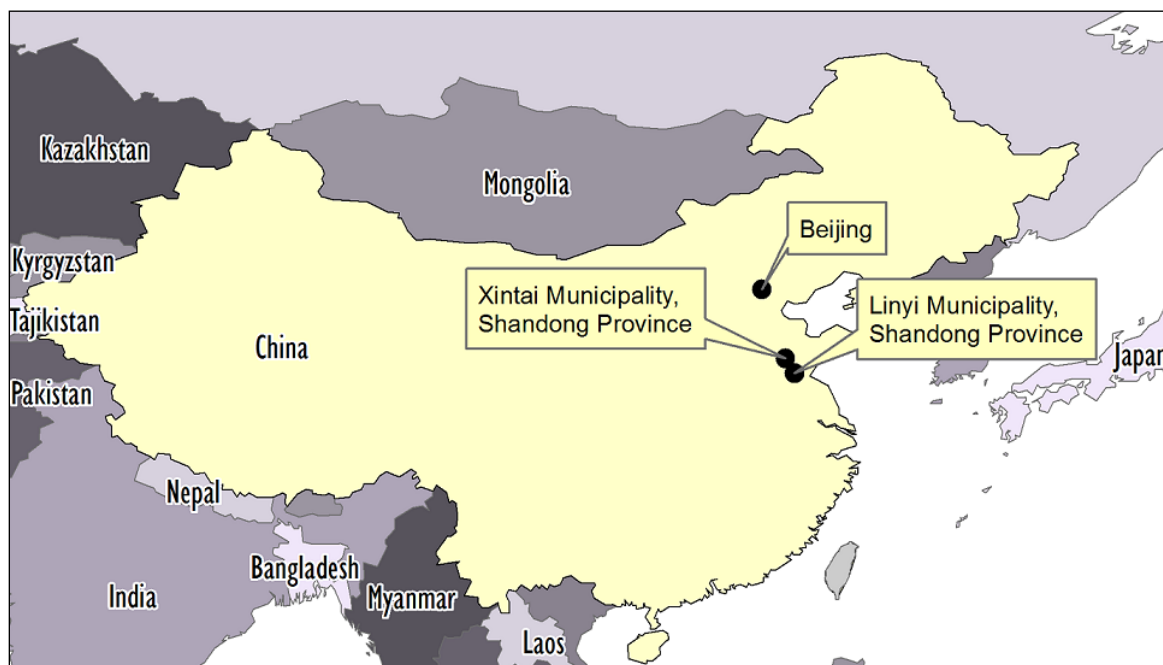 Kazakhstan
Mongolia
Beijing
Kyrgyzstan
Xintai Municipality,
Shandong Province
Linyi Municipality,
Shandong Province
Tajikistan
China
Japan
Pakistan
Nepal
Bangladesh
India
Myanmar
Laos